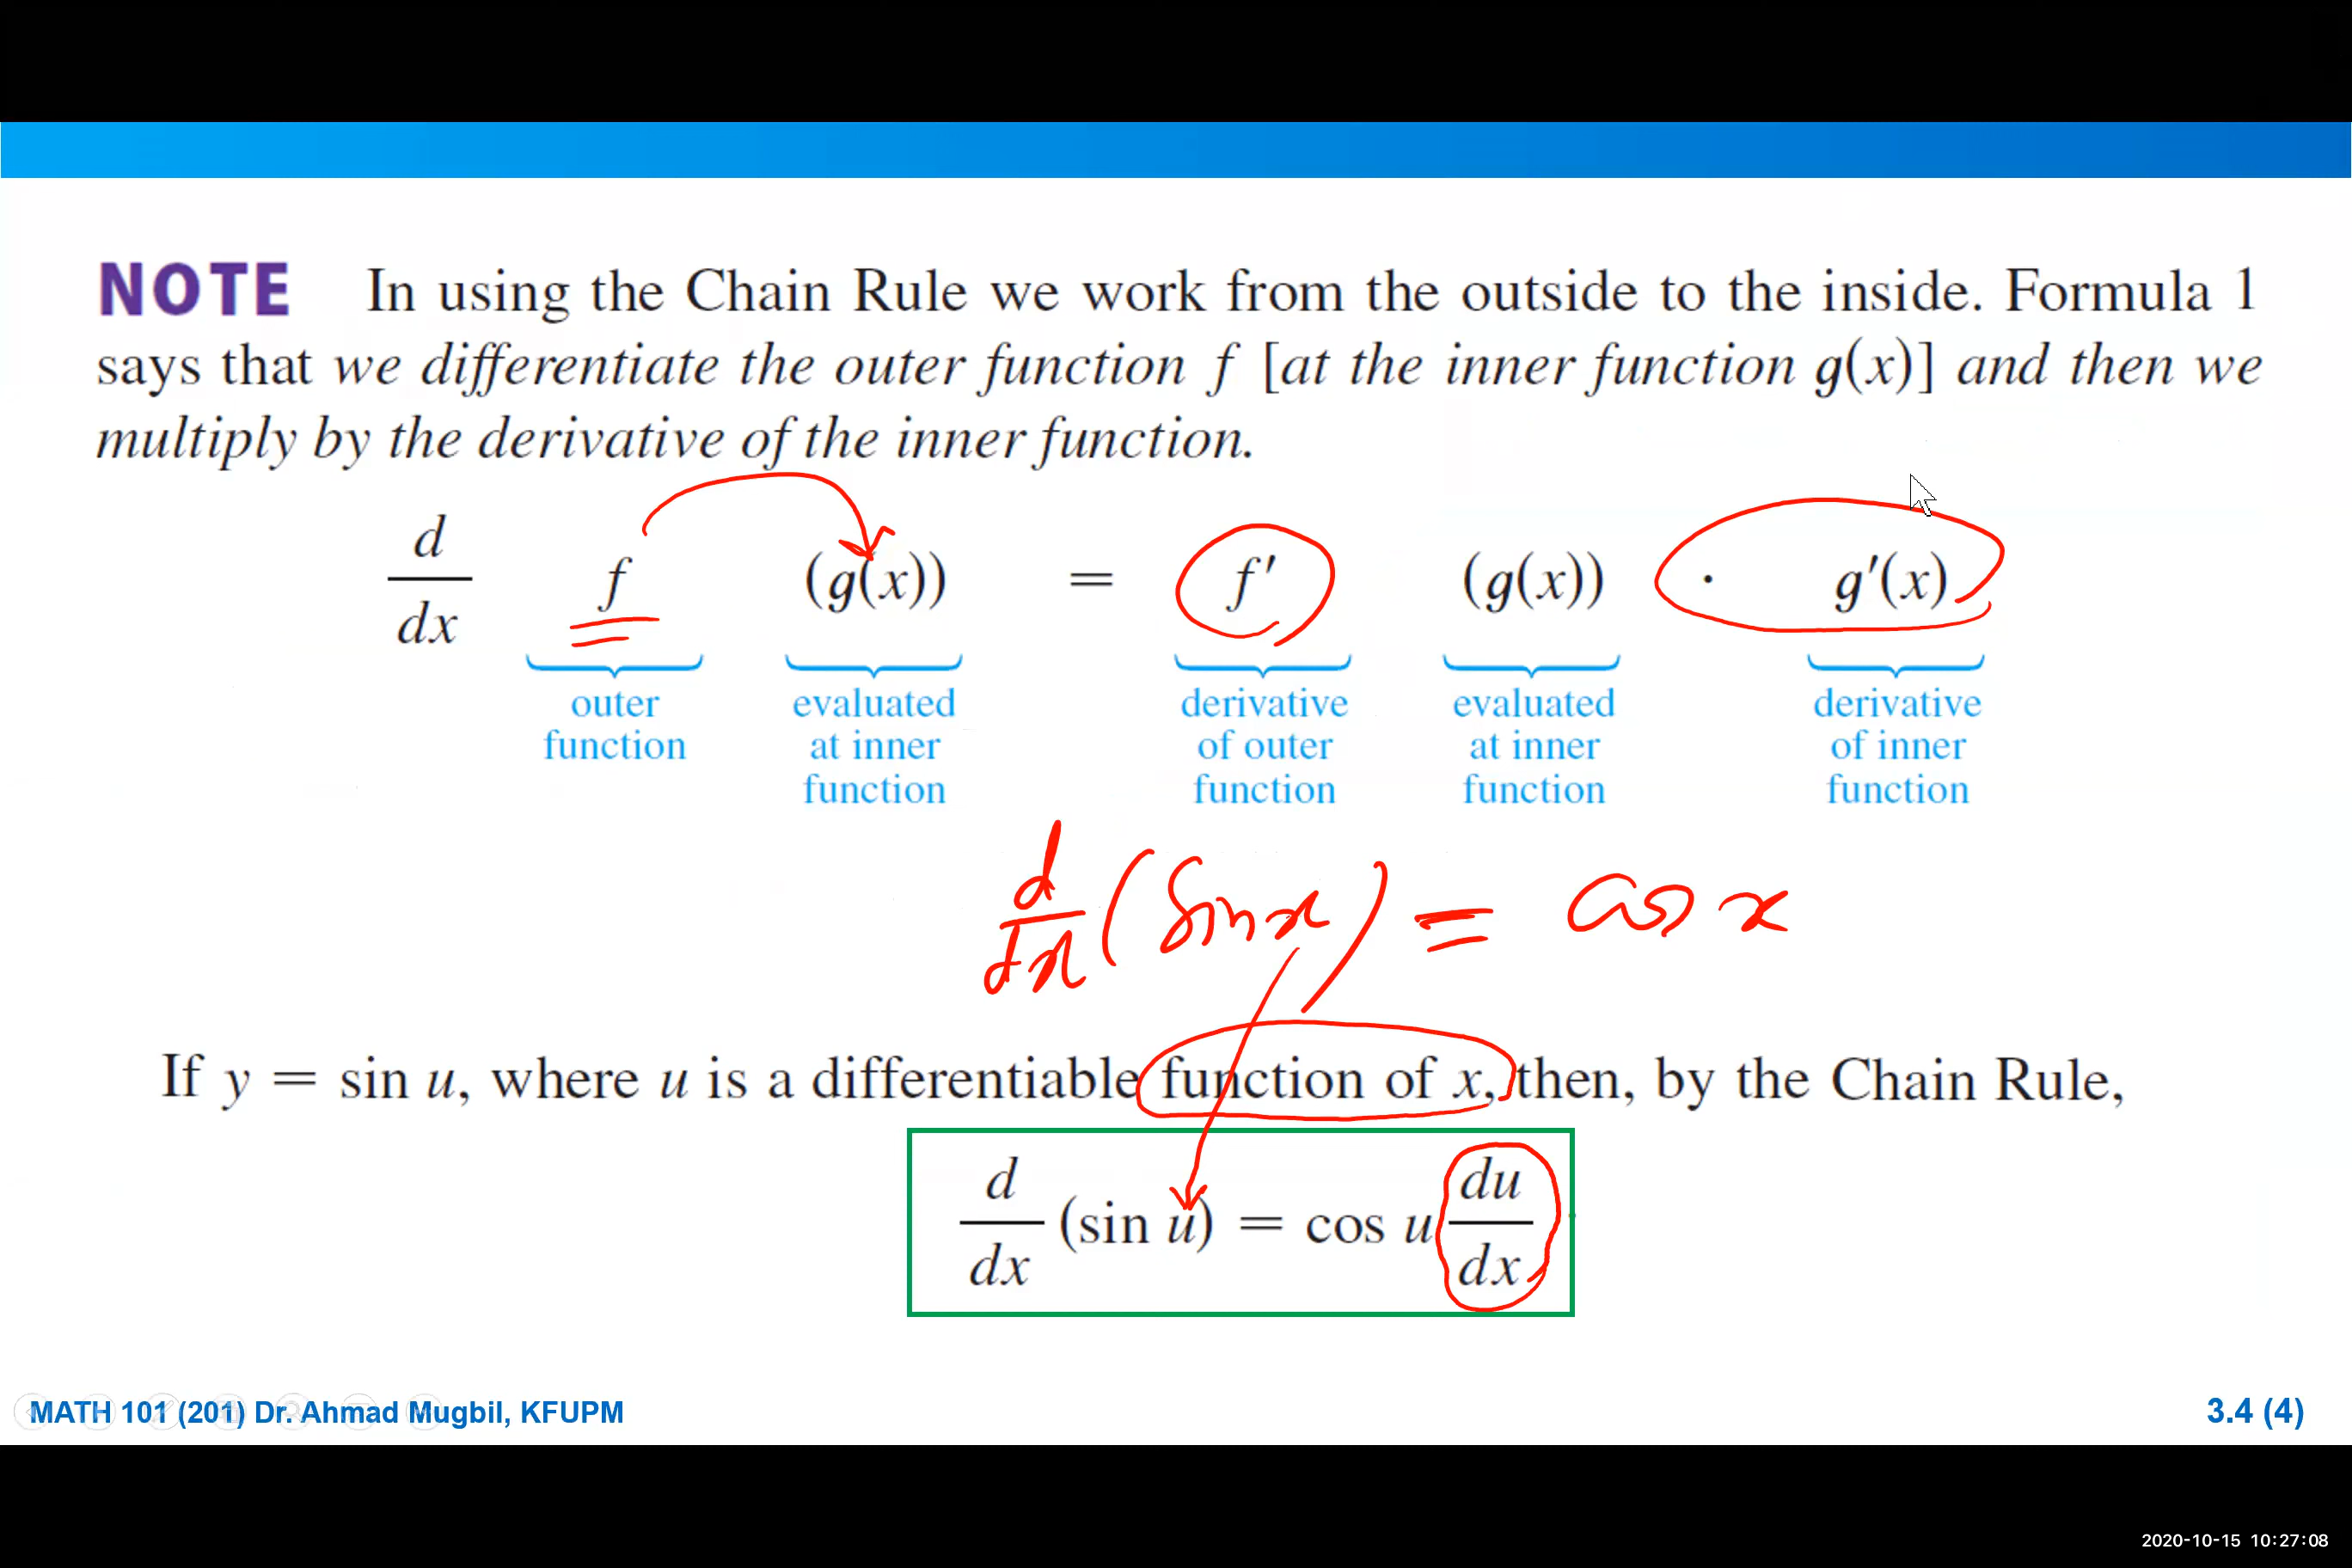 NOTE In using the Chain Rule we work from the outside to the inside. Formula 1
says that we differentiate the outer function f [at the inner function g(x)] and then we
multiply by the derivative of the inner function.
d/dx f (g(x)) = f′ (g(x)) · g′(x)
outer function
evaluated at inner function
derivative of outer function
evaluated at inner function
derivative of inner function
d/dx (sin x) = cos x
If y = sin u, where u is a differentiable function of x, then, by the Chain Rule,
d/dx (sin u) = cos u du/dx
MATH 101 (201) Dr. Ahmad Mugbil, KFUPM
3.4 (4)
2020-10-15 10:27:08